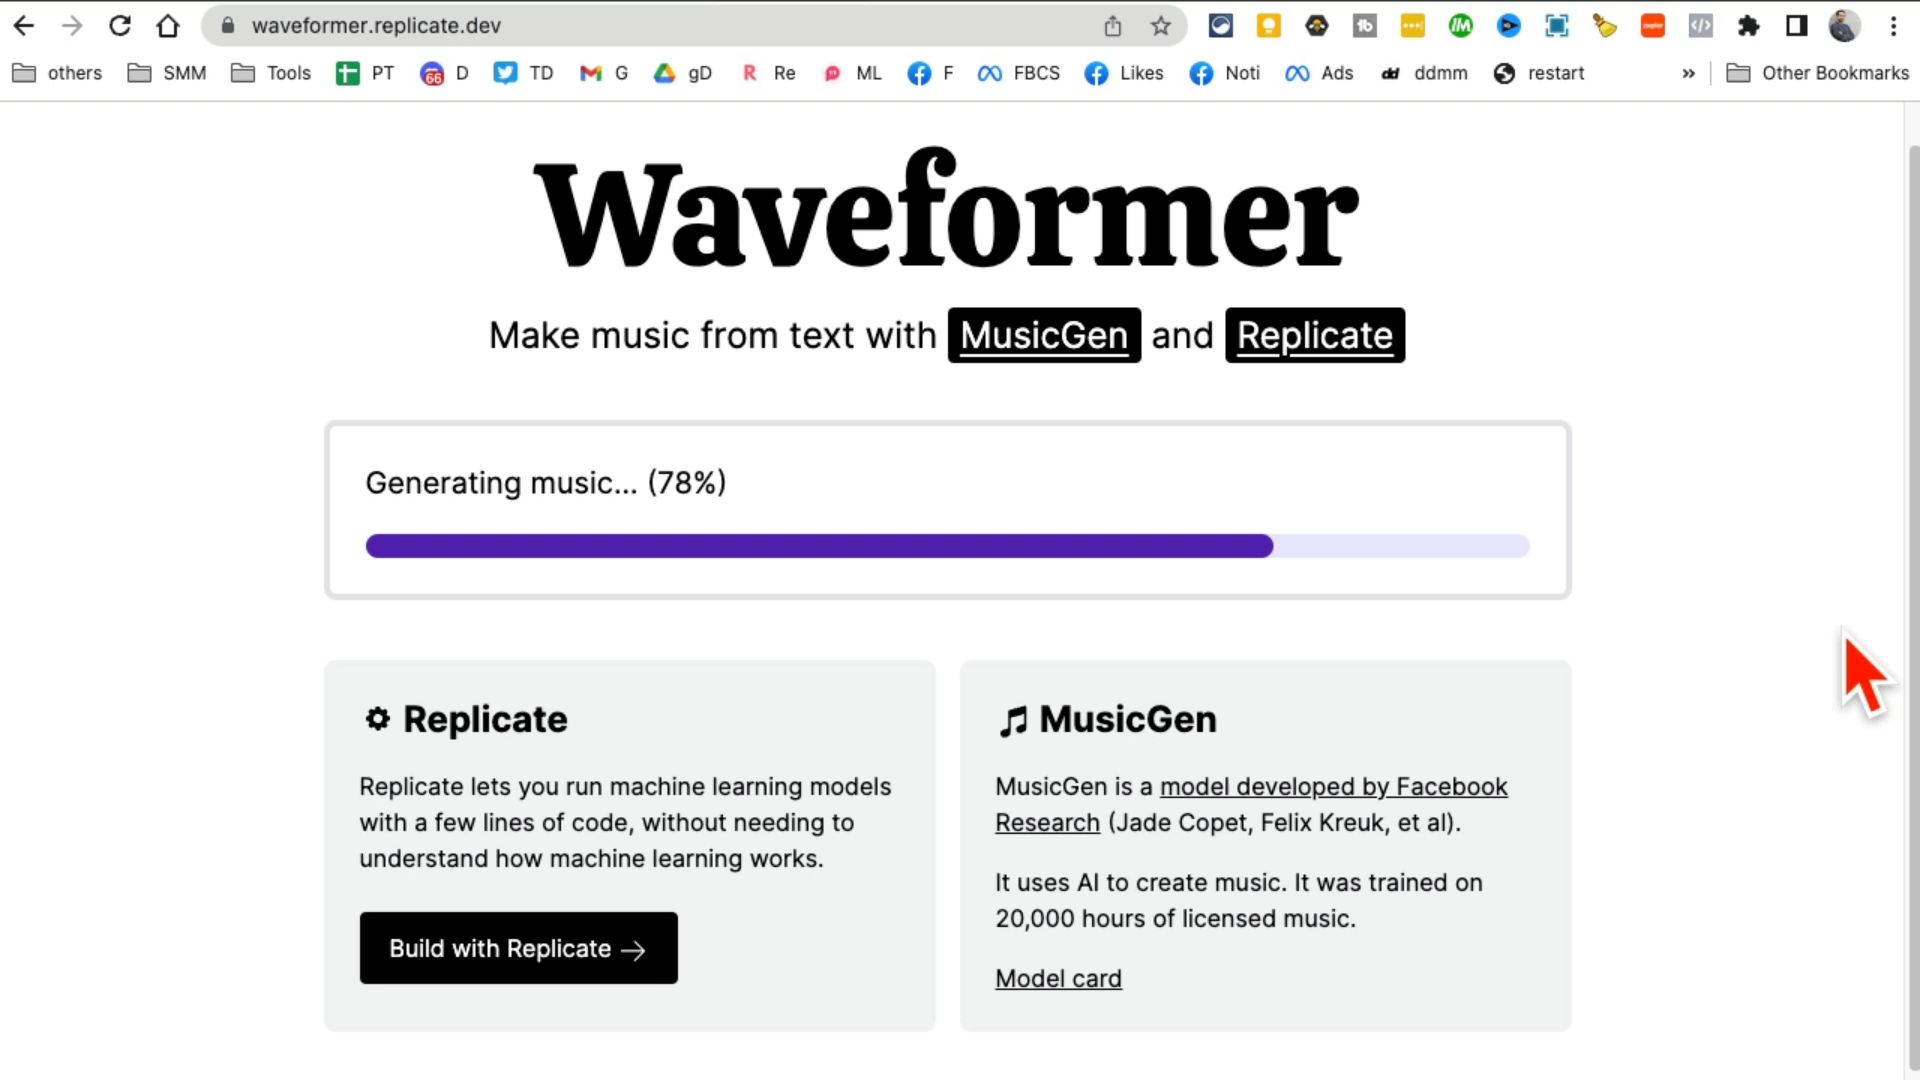 waveformer.replicate.dev
others SMM Tools PT 66 D TD G gD R Re ML F FBCS Likes Noti Ads dd ddmm restart » Other Bookmarks
Waveformer
Make music from text with MusicGen and Replicate
Generating music... (78%)
Replicate
Replicate lets you run machine learning models
with a few lines of code, without needing to
understand how machine learning works.
Build with Replicate →
MusicGen
MusicGen is a model developed by Facebook
Research (Jade Copet, Felix Kreuk, et al).
It uses AI to create music. It was trained on
20,000 hours of licensed music.
Model card